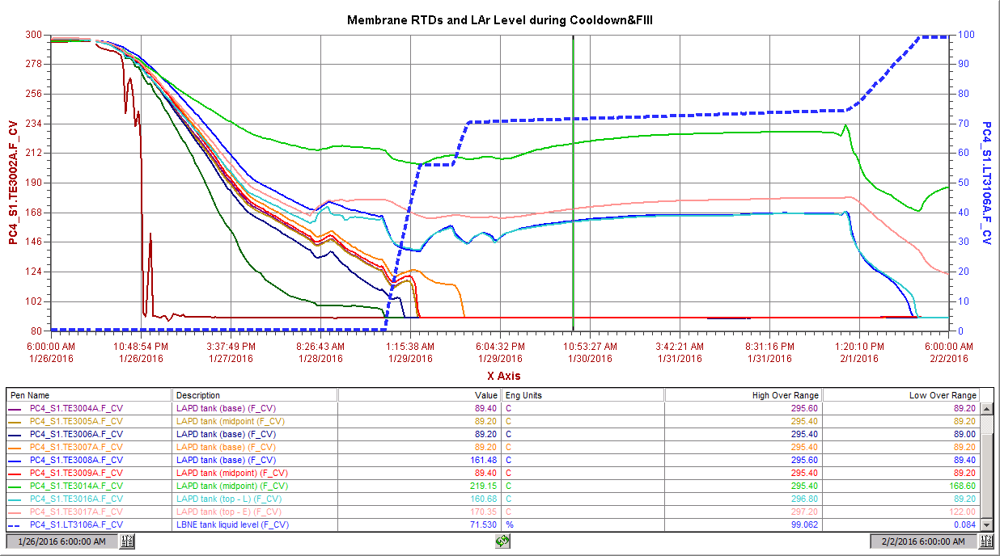 Membrane RTDs and LAr Level during Cooldown&FIll
300
278
256
234
212
190
168
146
124
102
80
PC4_S1.TE3002A.F_CV
100
90
80
70
60
50
40
30
20
10
0
PC4_S1.LT3106A.F_CV
6:00:00 AM 10:48:54 PM 3:37:49 PM 8:26:43 AM 1:15:38 AM 6:04:32 PM 10:53:27 AM 3:42:21 AM 8:31:16 PM 1:20:10 PM 6:00:00 AM
1/26/2016 1/26/2016 1/27/2016 1/28/2016 1/29/2016 1/29/2016 1/30/2016 1/31/2016 1/31/2016 2/1/2016 2/2/2016
X Axis
Pen Name Description Value Eng Units High Over Range Low Over Range
PC4_S1.TE3004A.F_CV LAPD tank (base) (F_CV) 89.40 C 295.60 89.20
PC4_S1.TE3005A.F_CV LAPD tank (midpoint (F_CV) 89.20 C 295.40 89.20
PC4_S1.TE3006A.F_CV LAPD tank (base) (F_CV) 89.20 C 295.40 89.00
PC4_S1.TE3007A.F_CV LAPD tank (base) (F_CV) 89.20 C 295.40 89.20
PC4_S1.TE3008A.F_CV LAPD tank (base) (F_CV) 161.48 C 295.60 89.40
PC4_S1.TE3009A.F_CV LAPD tank (midpoint) (F_CV) 89.40 C 295.40 89.20
PC4_S1.TE3014A.F_CV LAPD tank (midpoint) (F_CV) 219.15 C 295.40 168.60
PC4_S1.TE3016A.F_CV LAPD tank (top - L) (F_CV) 160.68 C 296.80 89.20
PC4_S1.TE3017A.F_CV LAPD tank (top - E) (F_CV) 170.35 C 297.20 122.00
PC4_S1.LT3106A.F_CV LBNE tank liquid level (F_CV) 71.530 % 99.062 0.084
1/26/2016 6:00:00 AM 2/2/2016 6:00:00 AM